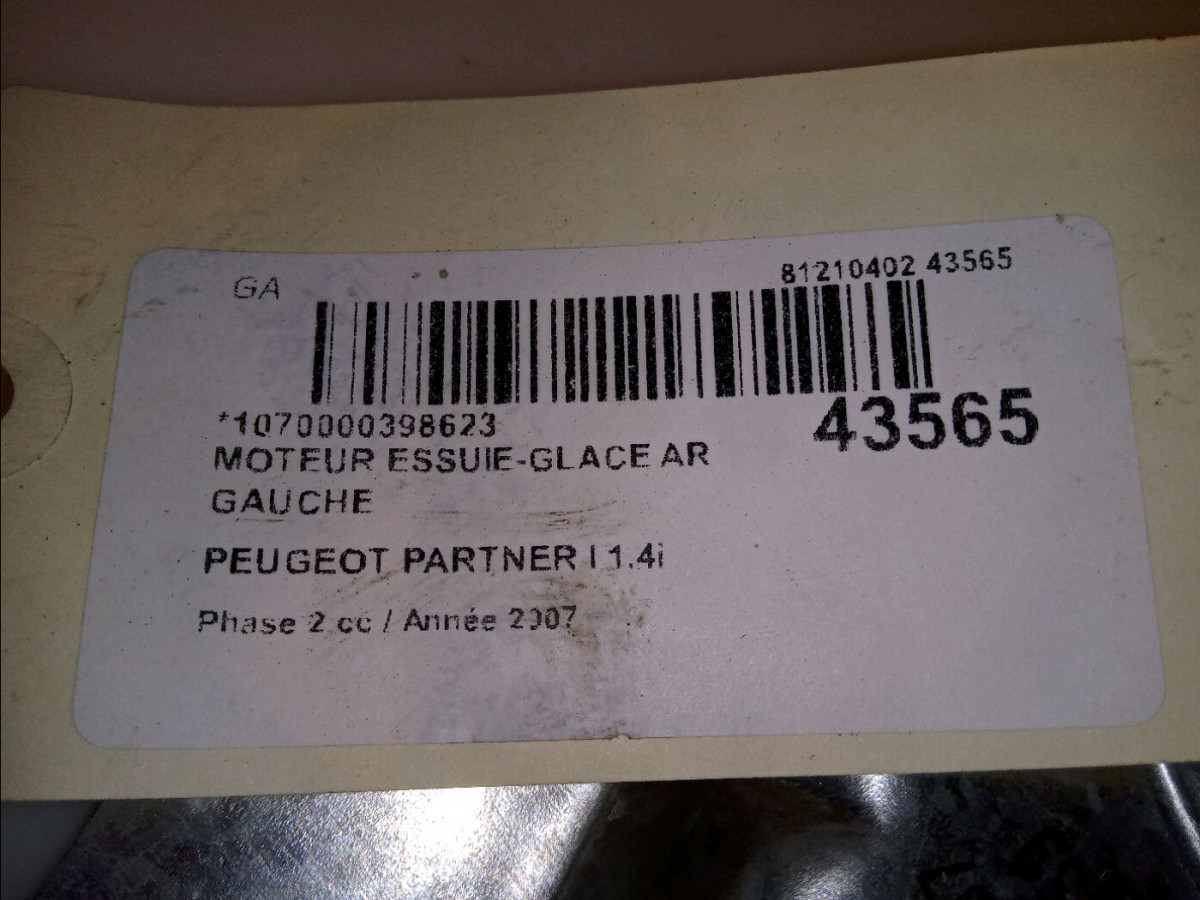 GA
81210402 43565
*1070000398623
43565
MOTEUR ESSUIE-GLACE AR
GAUCHE
PEUGEOT PARTNER I 1.4i
Phase 2 cc / Année 2007